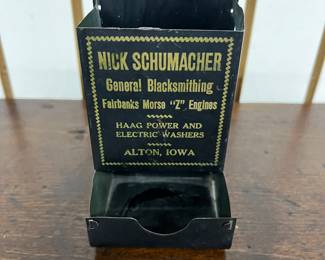 NICK SCHUMACHER
General Blacksmithing
Fairbanks Morse "Z" Engines
HAAG POWER AND
ELECTRIC WASHERS
ALTON, IOWA